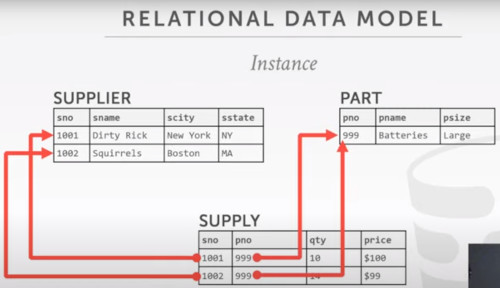 RELATIONAL DATA MODEL
Instance
SUPPLIER
sno sname scity sstate
1001 Dirty Rick New York NY
1002 Squirrels Boston MA
PART
pno pname psize
999 Batteries Large
SUPPLY
sno pno qty price
1001 999 10 $100
1002 999 14 $99